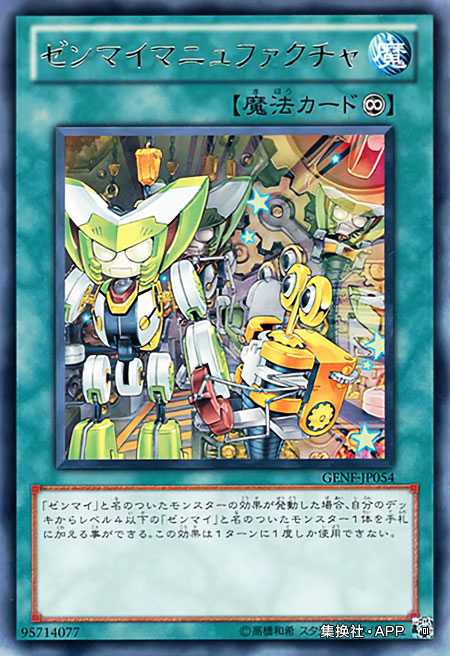 ゼンマイマニュファクチャ
魔
まほう
【魔法カード】
GENF-JP054
「ゼンマイ」と名のついたモンスターの効果が発動した場合、自分のデッ
キからレベル4以下の「ゼンマイ」と名のついたモンスター1体を手札
に加える事ができる。この効果は1ターンに1度しか使用できない。
95714077
©高橋和希 スタ
集換社・APP